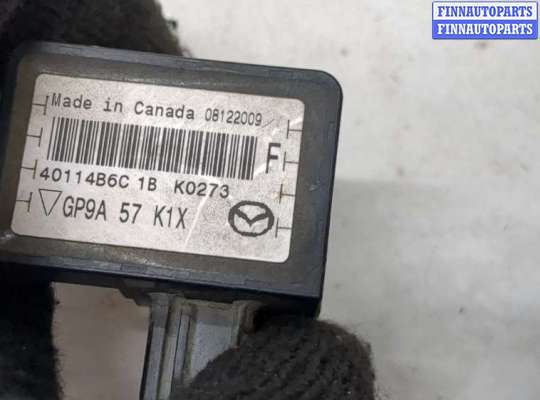 FINNAUTOPARTS
FINNAUTOPARTS
Made in Canada 08122009
F
40114B6C 1B K0273
GP9A 57 K1X